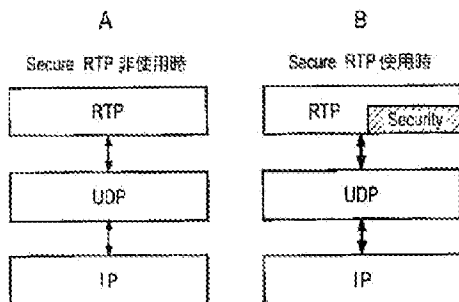 A
Secure RTP 非使用時
RTP
UDP
IP
B
Secure RTP 使用時
RTP
Security
UDP
IP